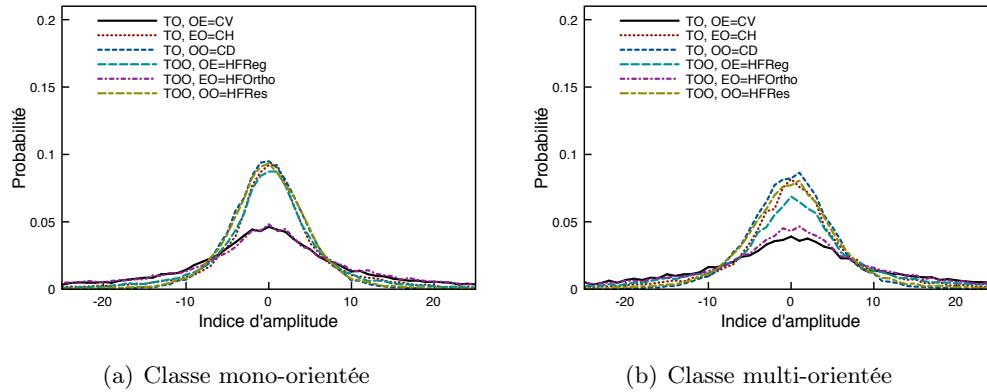 0.2
0.15
0.1
0.05
0
Probabilité
TO, OE=CV
TO, EO=CH
TO, OO=CD
TOO, OE=HFReg
TOO, EO=HFOrtho
TOO, OO=HFRes
-20 -10 0 10 20
Indice d'amplitude
(a) Classe mono-orientée
0.2
0.15
0.1
0.05
0
Probabilité
TO, OE=CV
TO, EO=CH
TO, OO=CD
TOO, OE=HFReg
TOO, EO=HFOrtho
TOO, OO=HFRes
-20 -10 0 10 20
Indice d'amplitude
(b) Classe multi-orientée